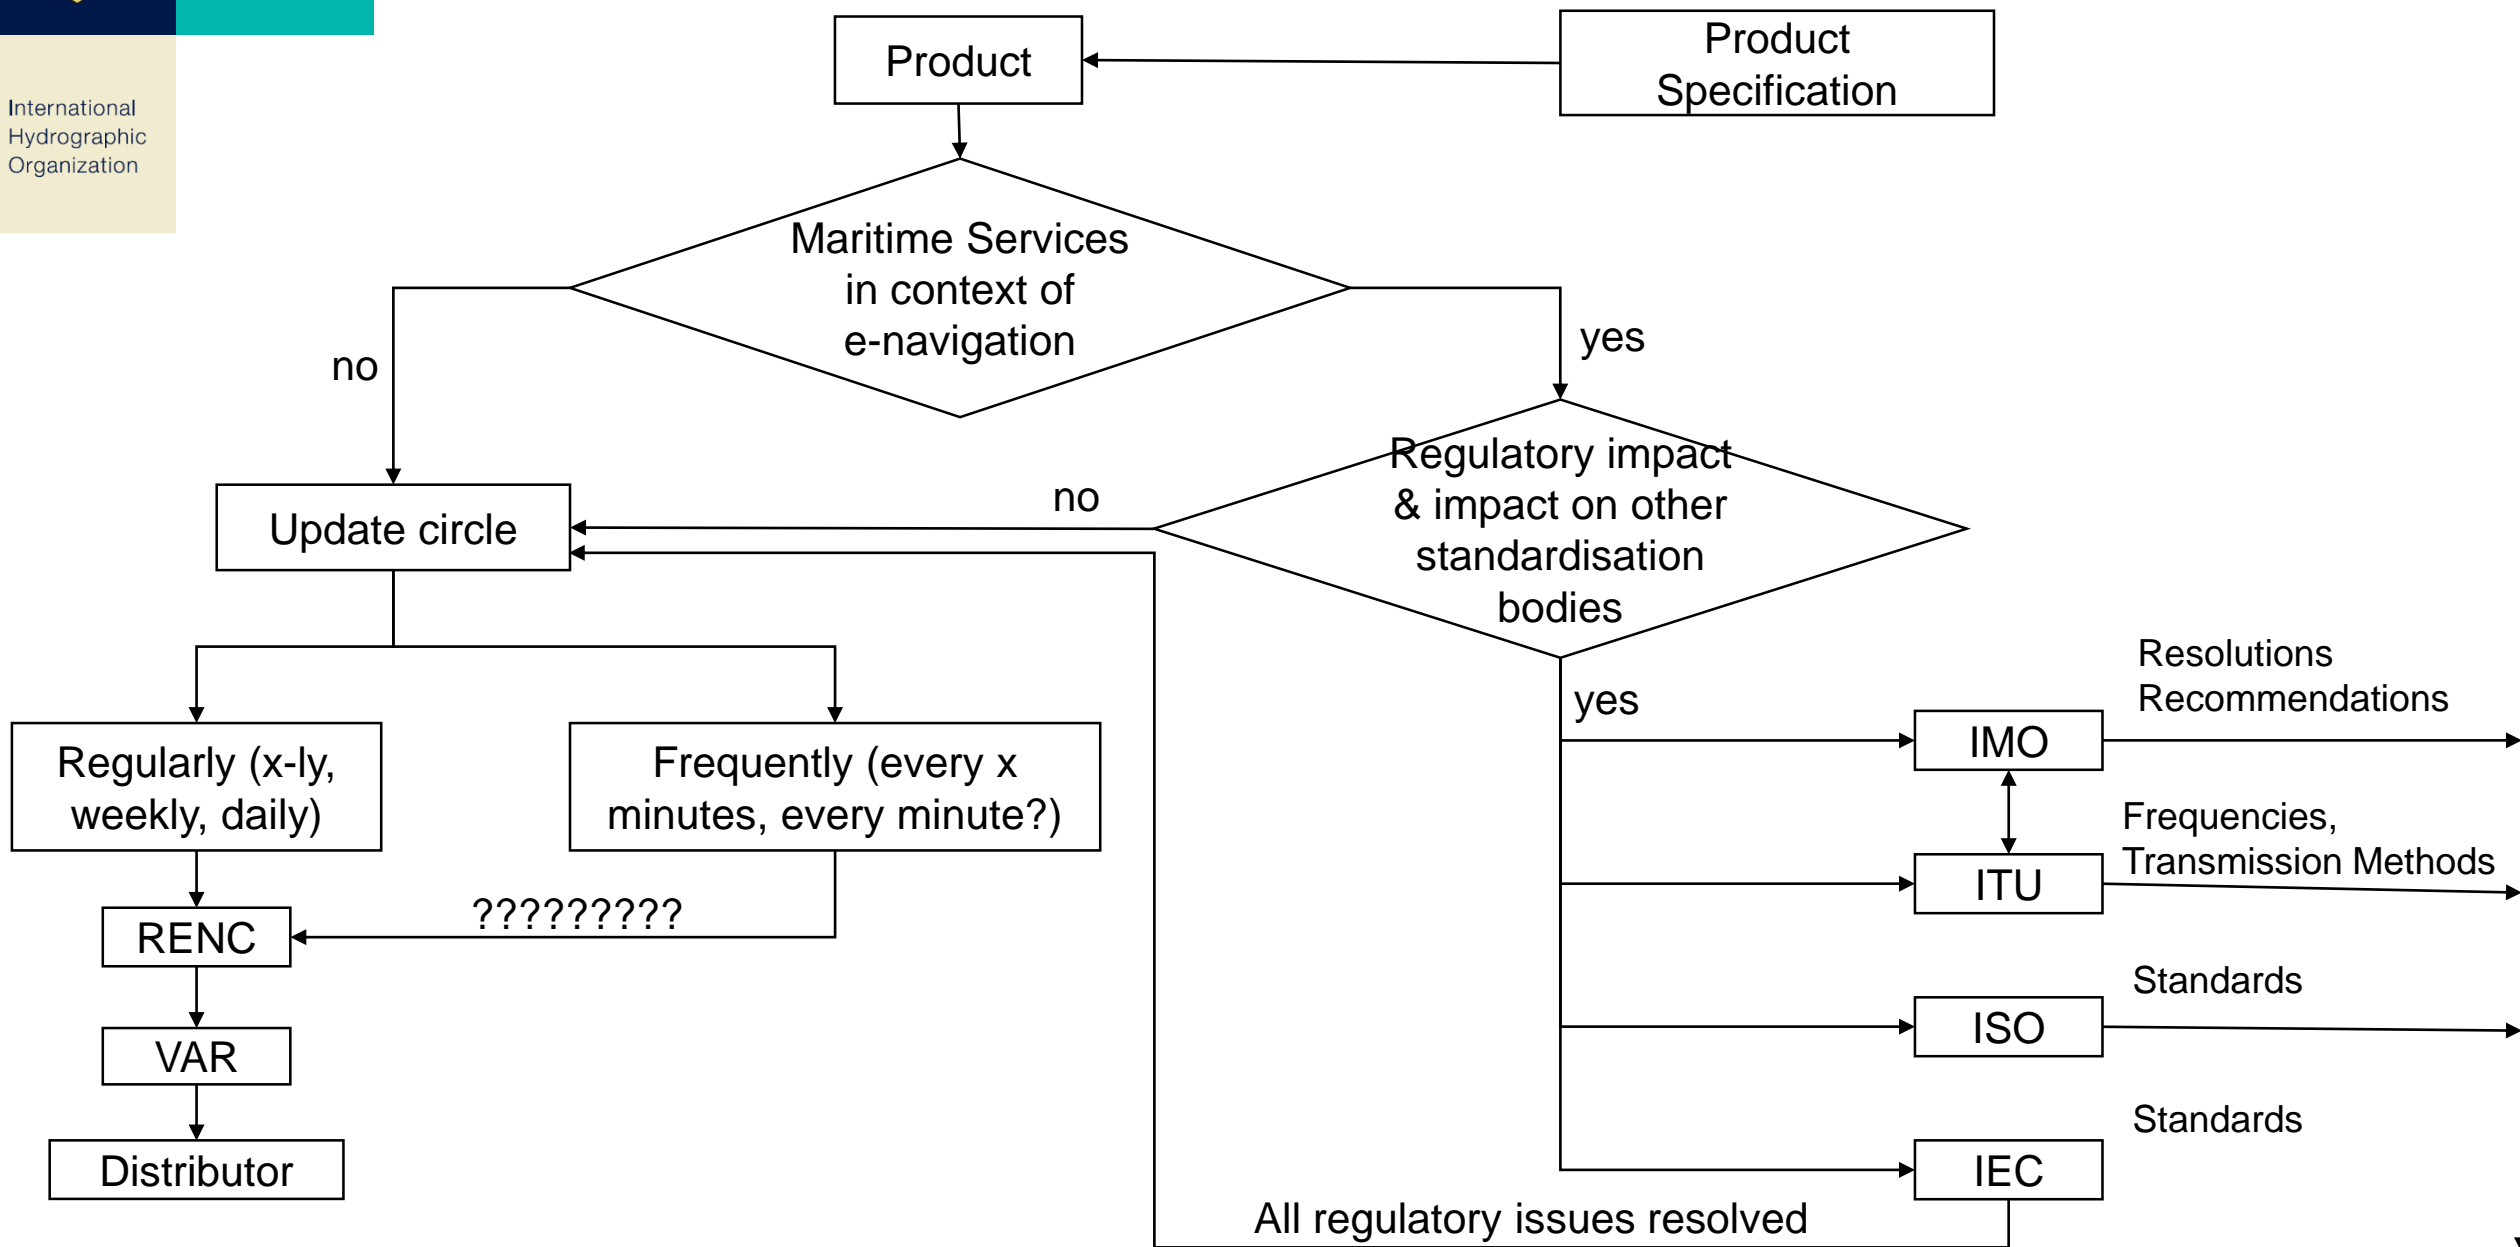 International
Hydrographic
Organization
Product
Product
Specification
Maritime Services
in context of
e-navigation
no
yes
Regulatory impact
& impact on other
standardisation
bodies
no
Update circle
yes
Resolutions
Recommendations
IMO
Regularly (x-ly,
weekly, daily)
Frequently (every x
minutes, every minute?)
Frequencies,
Transmission Methods
ITU
?????????
RENC
Standards
ISO
VAR
Standards
IEC
Distributor
All regulatory issues resolved